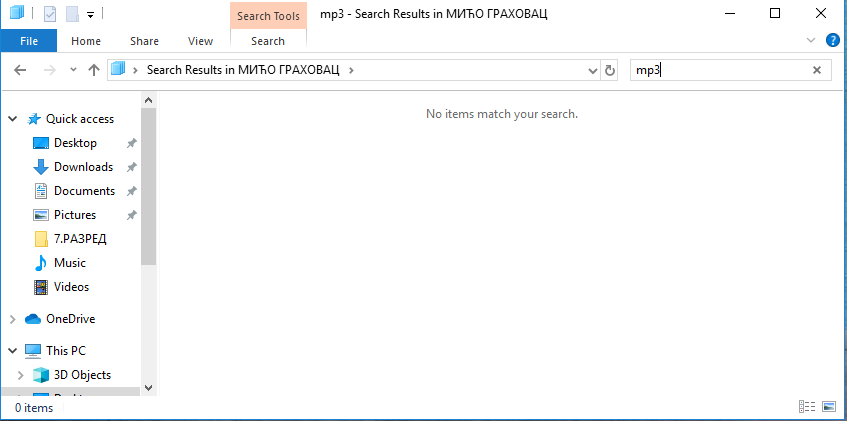 Search Tools
mp3 - Search Results in МИЋО ГРАХОВАЦ
File
Home
Share
View
Search
Search Results in МИЋО ГРАХОВАЦ
mp3
No items match your search.
Quick access
Desktop
Downloads
Documents
Pictures
7.РАЗРЕД
Music
Videos
OneDrive
This PC
3D Objects
0 items